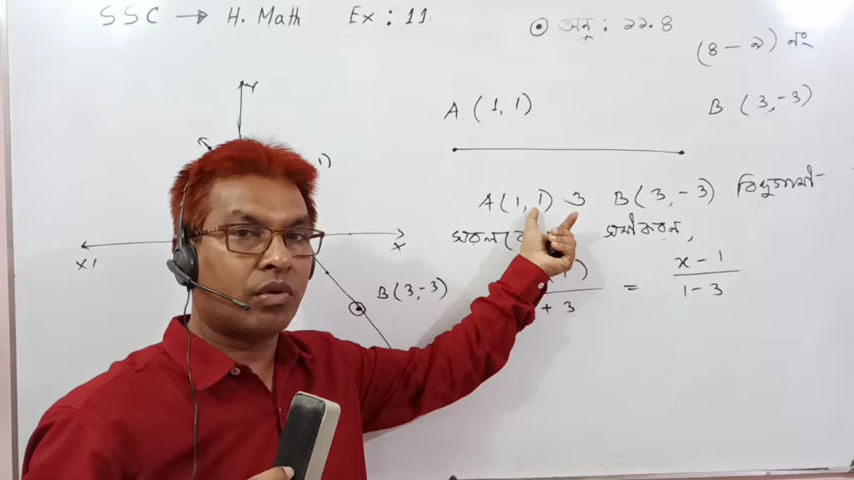 SSC → H. Math Ex : 11.
অনু : ১১.৪
(৪ - ৯) নং
A (1, 1) B (3, -3)
A(1, 1) ও B(3, -3) বিন্দুগামী
সমীকরণ,
x - 1
+ 3 = 1 - 3
Y
X
X1
B(3, -3)